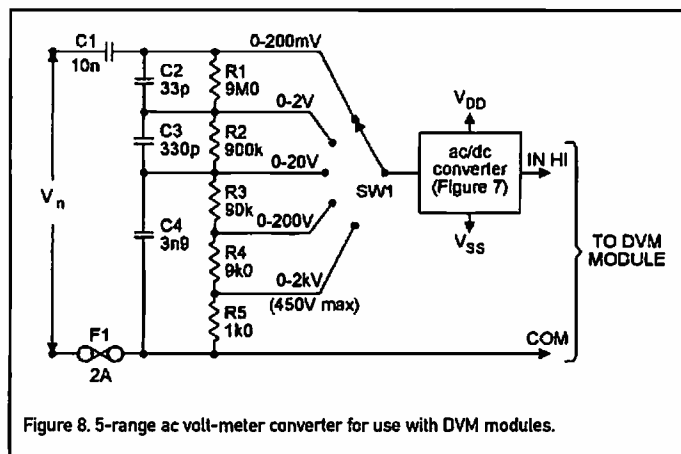 C1
10n
0-200mV
C2
33p
R1
9M0
0-2V
C3
330p
R2
900k
0-20V
R3
90k
0-200V
C4
3n9
R4
9k0
0-2kV
(450V max)
R5
1k0
Vn
F1
2A
SW1
VDD
ac/dc
converter
(Figure 7)
VSS
IN HI
TO DVM
MODULE
COM
Figure 8. 5-range ac volt-meter converter for use with DVM modules.